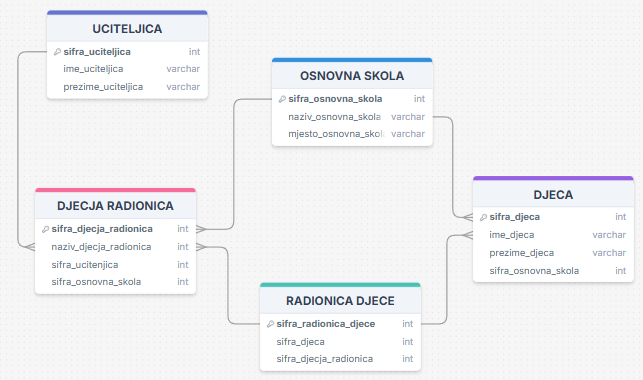 UCITELJICA
sifra_uciteljica int
ime_uciteljica varchar
prezime_uciteljica varchar
OSNOVNA SKOLA
sifra_osnovna_skola int
naziv_osnovna_skola varchar
mjesto_osnovna_skol varchar
DJECJA RADIONICA
sifra_djecja_radionica int
naziv_djecja_radionica int
sifra_ucitenjica int
sifra_osnovna_skola int
DJECA
sifra_djeca int
ime_djeca varchar
prezime_djeca varchar
sifra_osnovna_skola int
RADIONICA DJECE
sifra_radionica_djece int
sifra_djeca int
sifra_djecja_radionica int